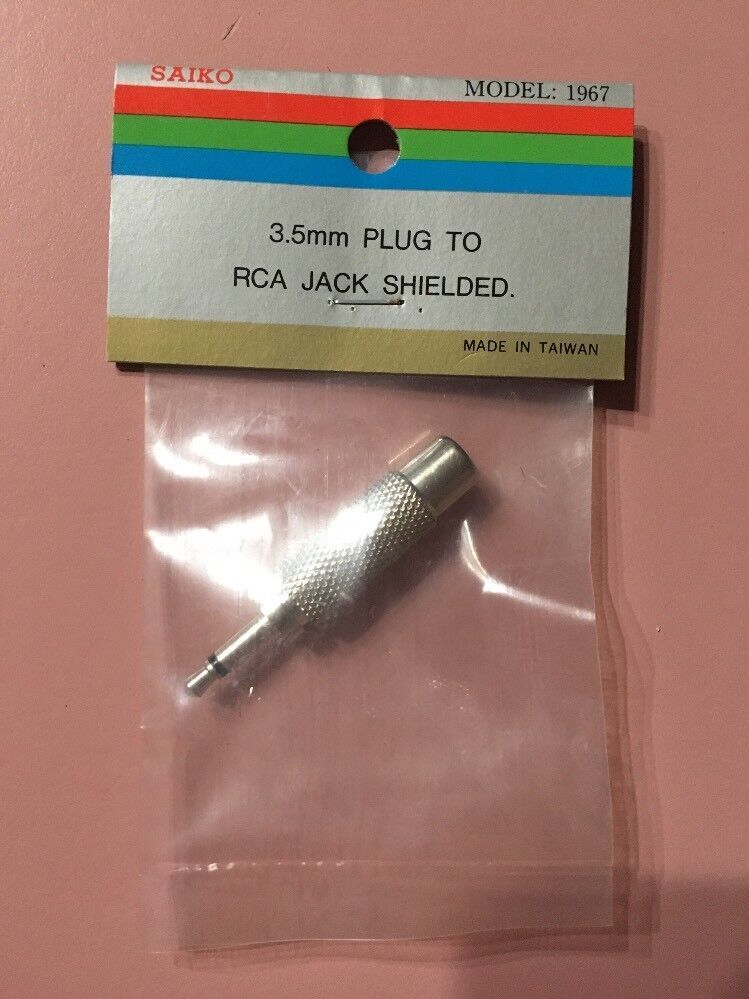 SAIKO
MODEL: 1967
3.5mm PLUG TO
RCA JACK SHIELDED.
MADE IN TAIWAN